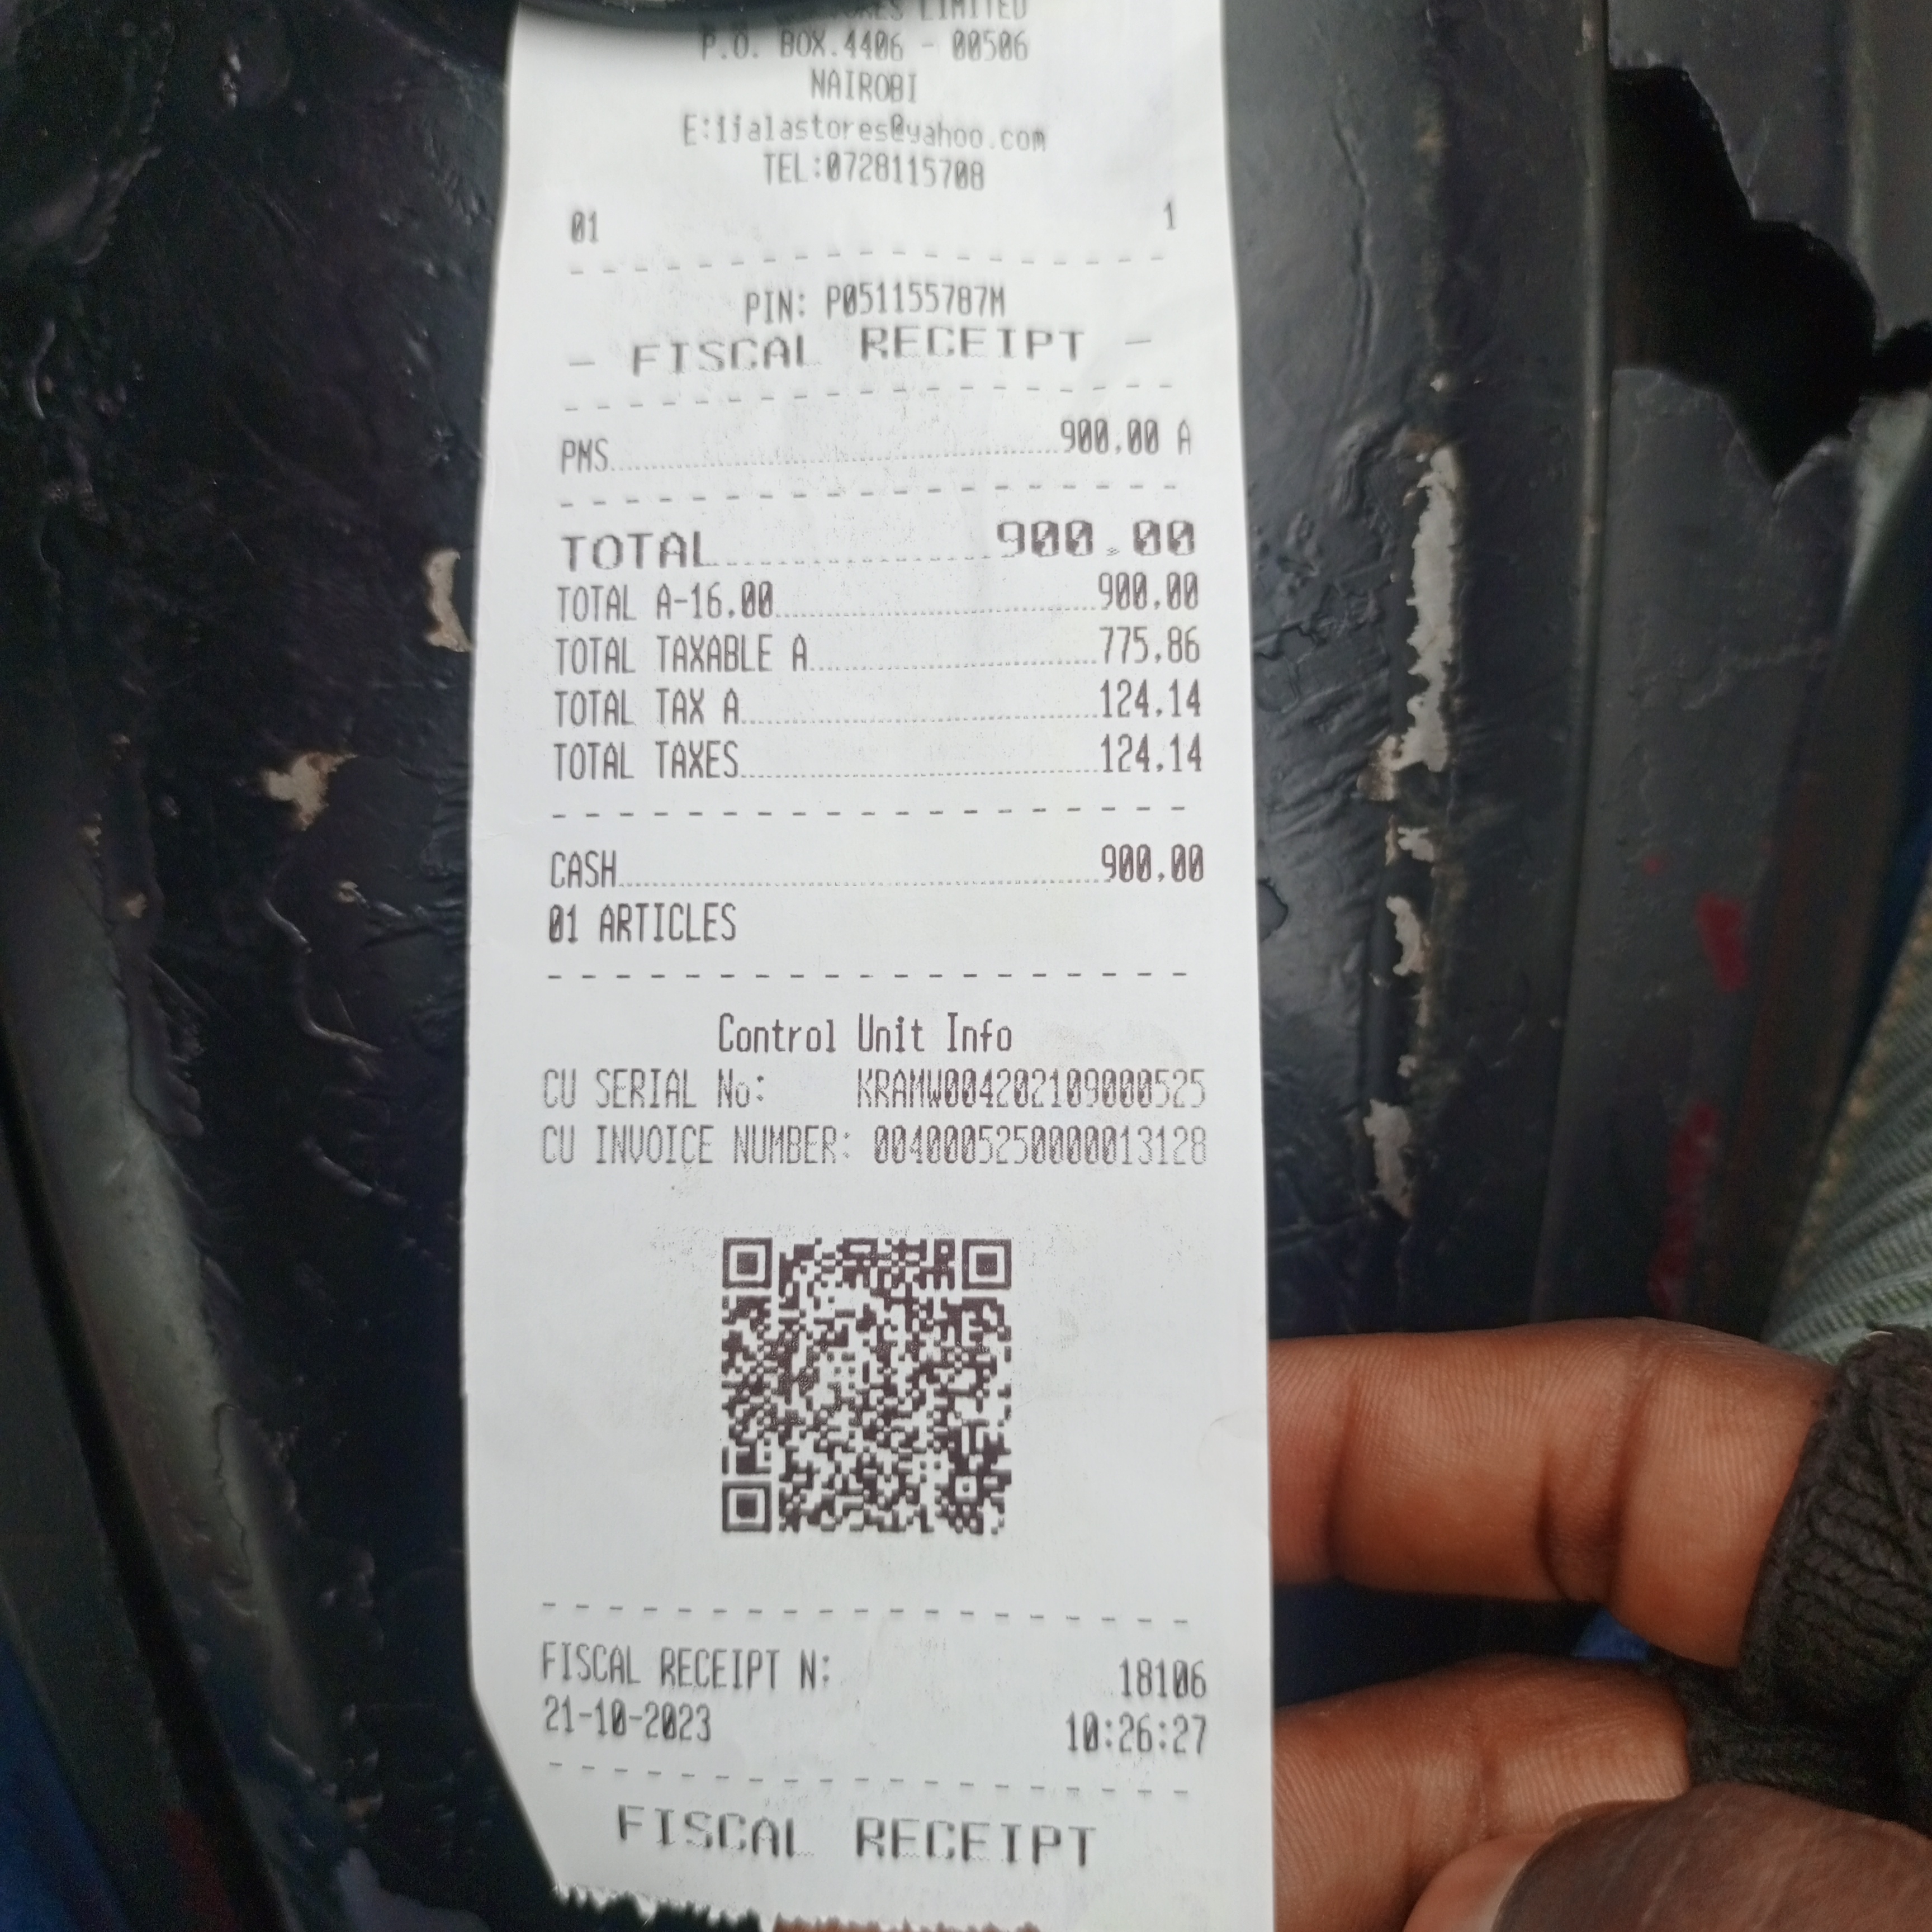 LIMITED
P.O. BOX.4406 - 00506
NAIROBI
E:ijalastores@yahoo.com
TEL:0728115708
01 1
PIN: P051155787M
- FISCAL RECEIPT -
PMS 900.00 A
TOTAL 900.00
TOTAL A-16.00 900.00
TOTAL TAXABLE A 775.86
TOTAL TAX A 124.14
TOTAL TAXES 124.14
CASH 900.00
01 ARTICLES
Control Unit Info
CU SERIAL No: KRAMW004202109000525
CU INVOICE NUMBER: 0040005250000013128
FISCAL RECEIPT N: 18106
21-10-2023 10:26:27
FISCAL RECEIPT